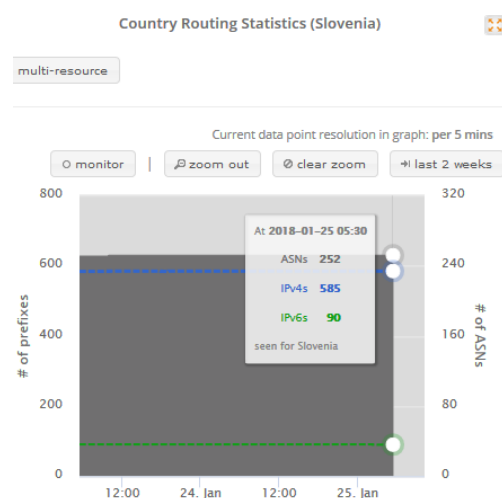 Country Routing Statistics (Slovenia)
multi-resource
Current data point resolution in graph: per 5 mins
monitor | zoom out clear zoom last 2 weeks
800 320
At 2018-01-25 05:30
ASNs 252
600 240
IPv4s 585
IPv6s 90
seen for Slovenia
400 160
# of prefixes # of ASNs
200 80
0 0
12:00 24. Jan 12:00 25. Jan